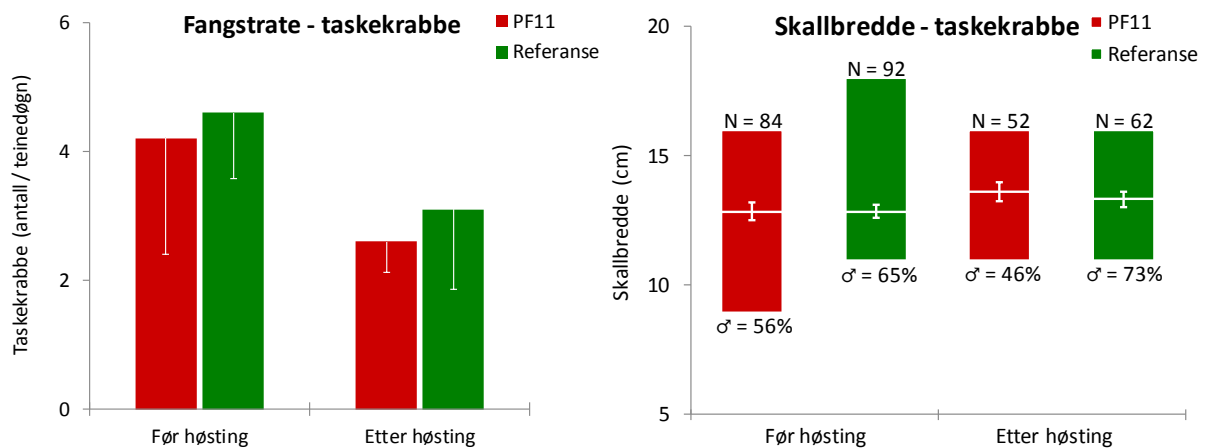 Fangstrate - taskekrabbe
PF11
Referanse
Taskekrabbe (antall / teinedøgn)
6
4
2
0
Før høsting
Etter høsting
Skallbredde - taskekrabbe
PF11
Referanse
Skallbredde (cm)
20
15
10
5
N = 84
N = 92
N = 52
N = 62
♂ = 56%
♂ = 65%
♂ = 46%
♂ = 73%
Før høsting
Etter høsting